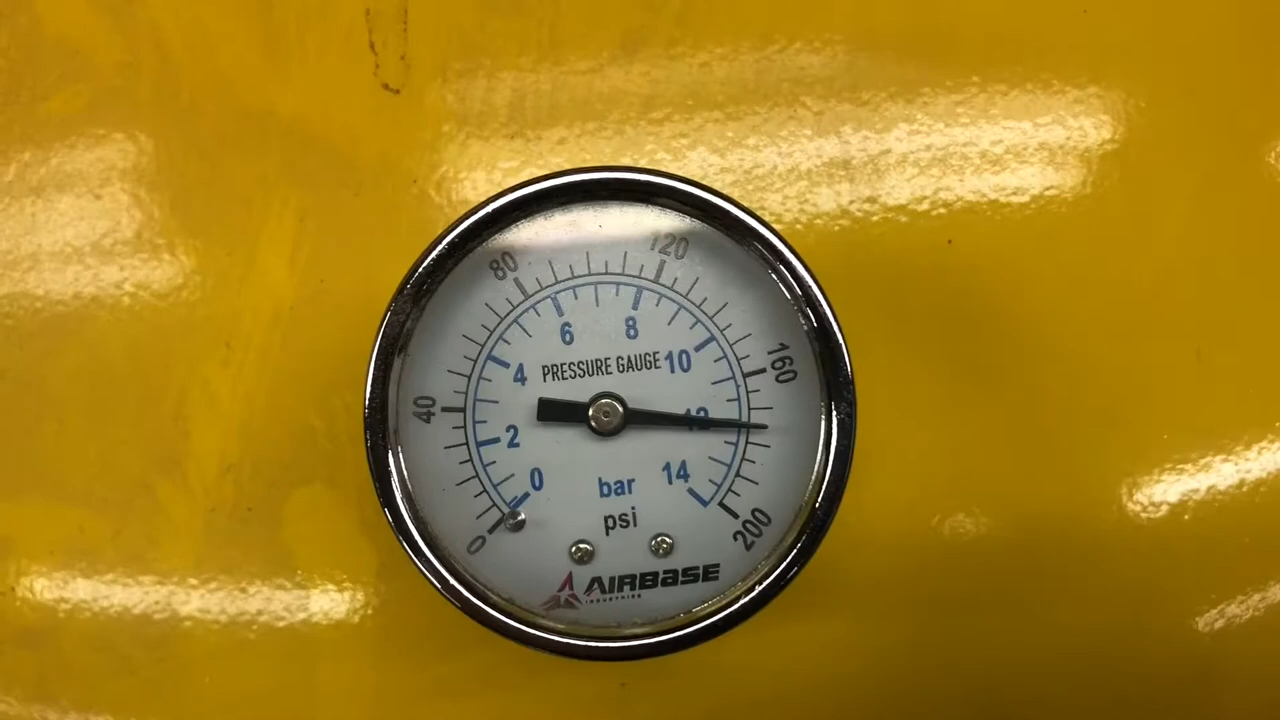 80 120
6 8
4 PRESSURE GAUGE 10 160
40 12
2
0 bar 14
0 psi 200
AIRBASE
INDUSTRIES